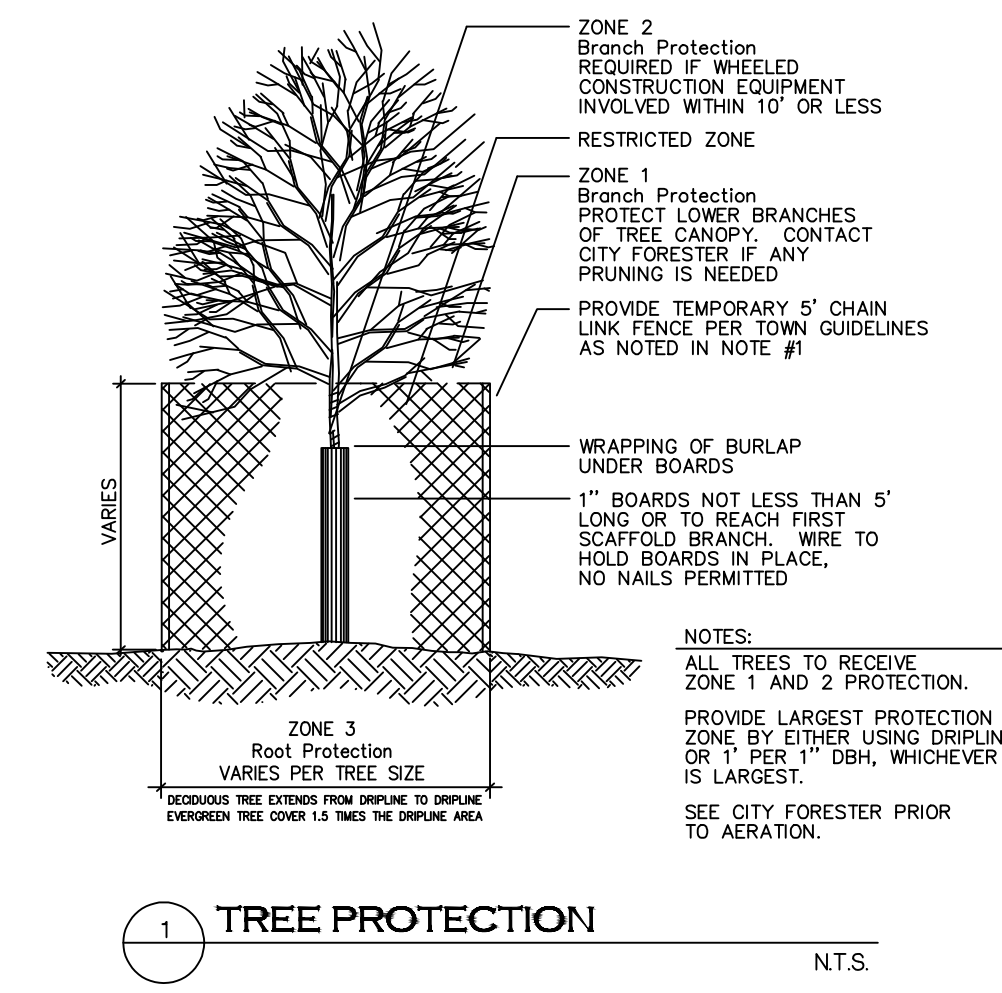 ZONE 2
Branch Protection
REQUIRED IF WHEELED
CONSTRUCTION EQUIPMENT
INVOLVED WITHIN 10' OR LESS
RESTRICTED ZONE
ZONE 1
Branch Protection
PROTECT LOWER BRANCHES
OF TREE CANOPY. CONTACT
CITY FORESTER IF ANY
PRUNING IS NEEDED
PROVIDE TEMPORARY 5' CHAIN
LINK FENCE PER TOWN GUIDELINES
AS NOTED IN NOTE #1
WRAPPING OF BURLAP
UNDER BOARDS
1'' BOARDS NOT LESS THAN 5'
LONG OR TO REACH FIRST
SCAFFOLD BRANCH. WIRE TO
HOLD BOARDS IN PLACE,
NO NAILS PERMITTED
VARIES
NOTES:
ALL TREES TO RECEIVE
ZONE 1 AND 2 PROTECTION.
PROVIDE LARGEST PROTECTION
ZONE BY EITHER USING DRIPLIN
OR 1' PER 1'' DBH, WHICHEVER
IS LARGEST.
SEE CITY FORESTER PRIOR
TO AERATION.
ZONE 3
Root Protection
VARIES PER TREE SIZE
DECIDUOUS TREE EXTENDS FROM DRIPLINE TO DRIPLINE
EVERGREEN TREE COVER 1.5 TIMES THE DRIPLINE AREA
1 TREE PROTECTION
N.T.S.